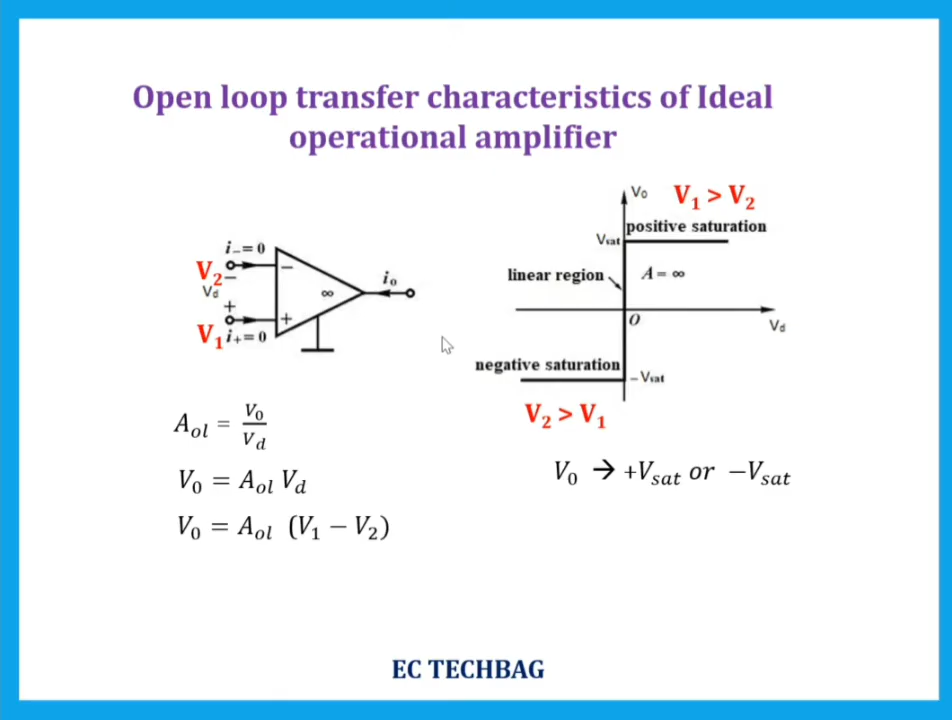 Open loop transfer characteristics of Ideal
operational amplifier
i₋= 0
V₂
−
−
V_d
∞
i₀
+
+
V₁ i₊= 0
V₀
V₁ > V₂
positive saturation
V_sat
linear region
A = ∞
O
V_d
negative saturation
− V_sat
V₂ > V₁
A_ol = V₀/V_d
V₀ = A_ol V_d
V₀ = A_ol (V₁ − V₂)
V₀ → +V_sat or −V_sat
EC TECHBAG